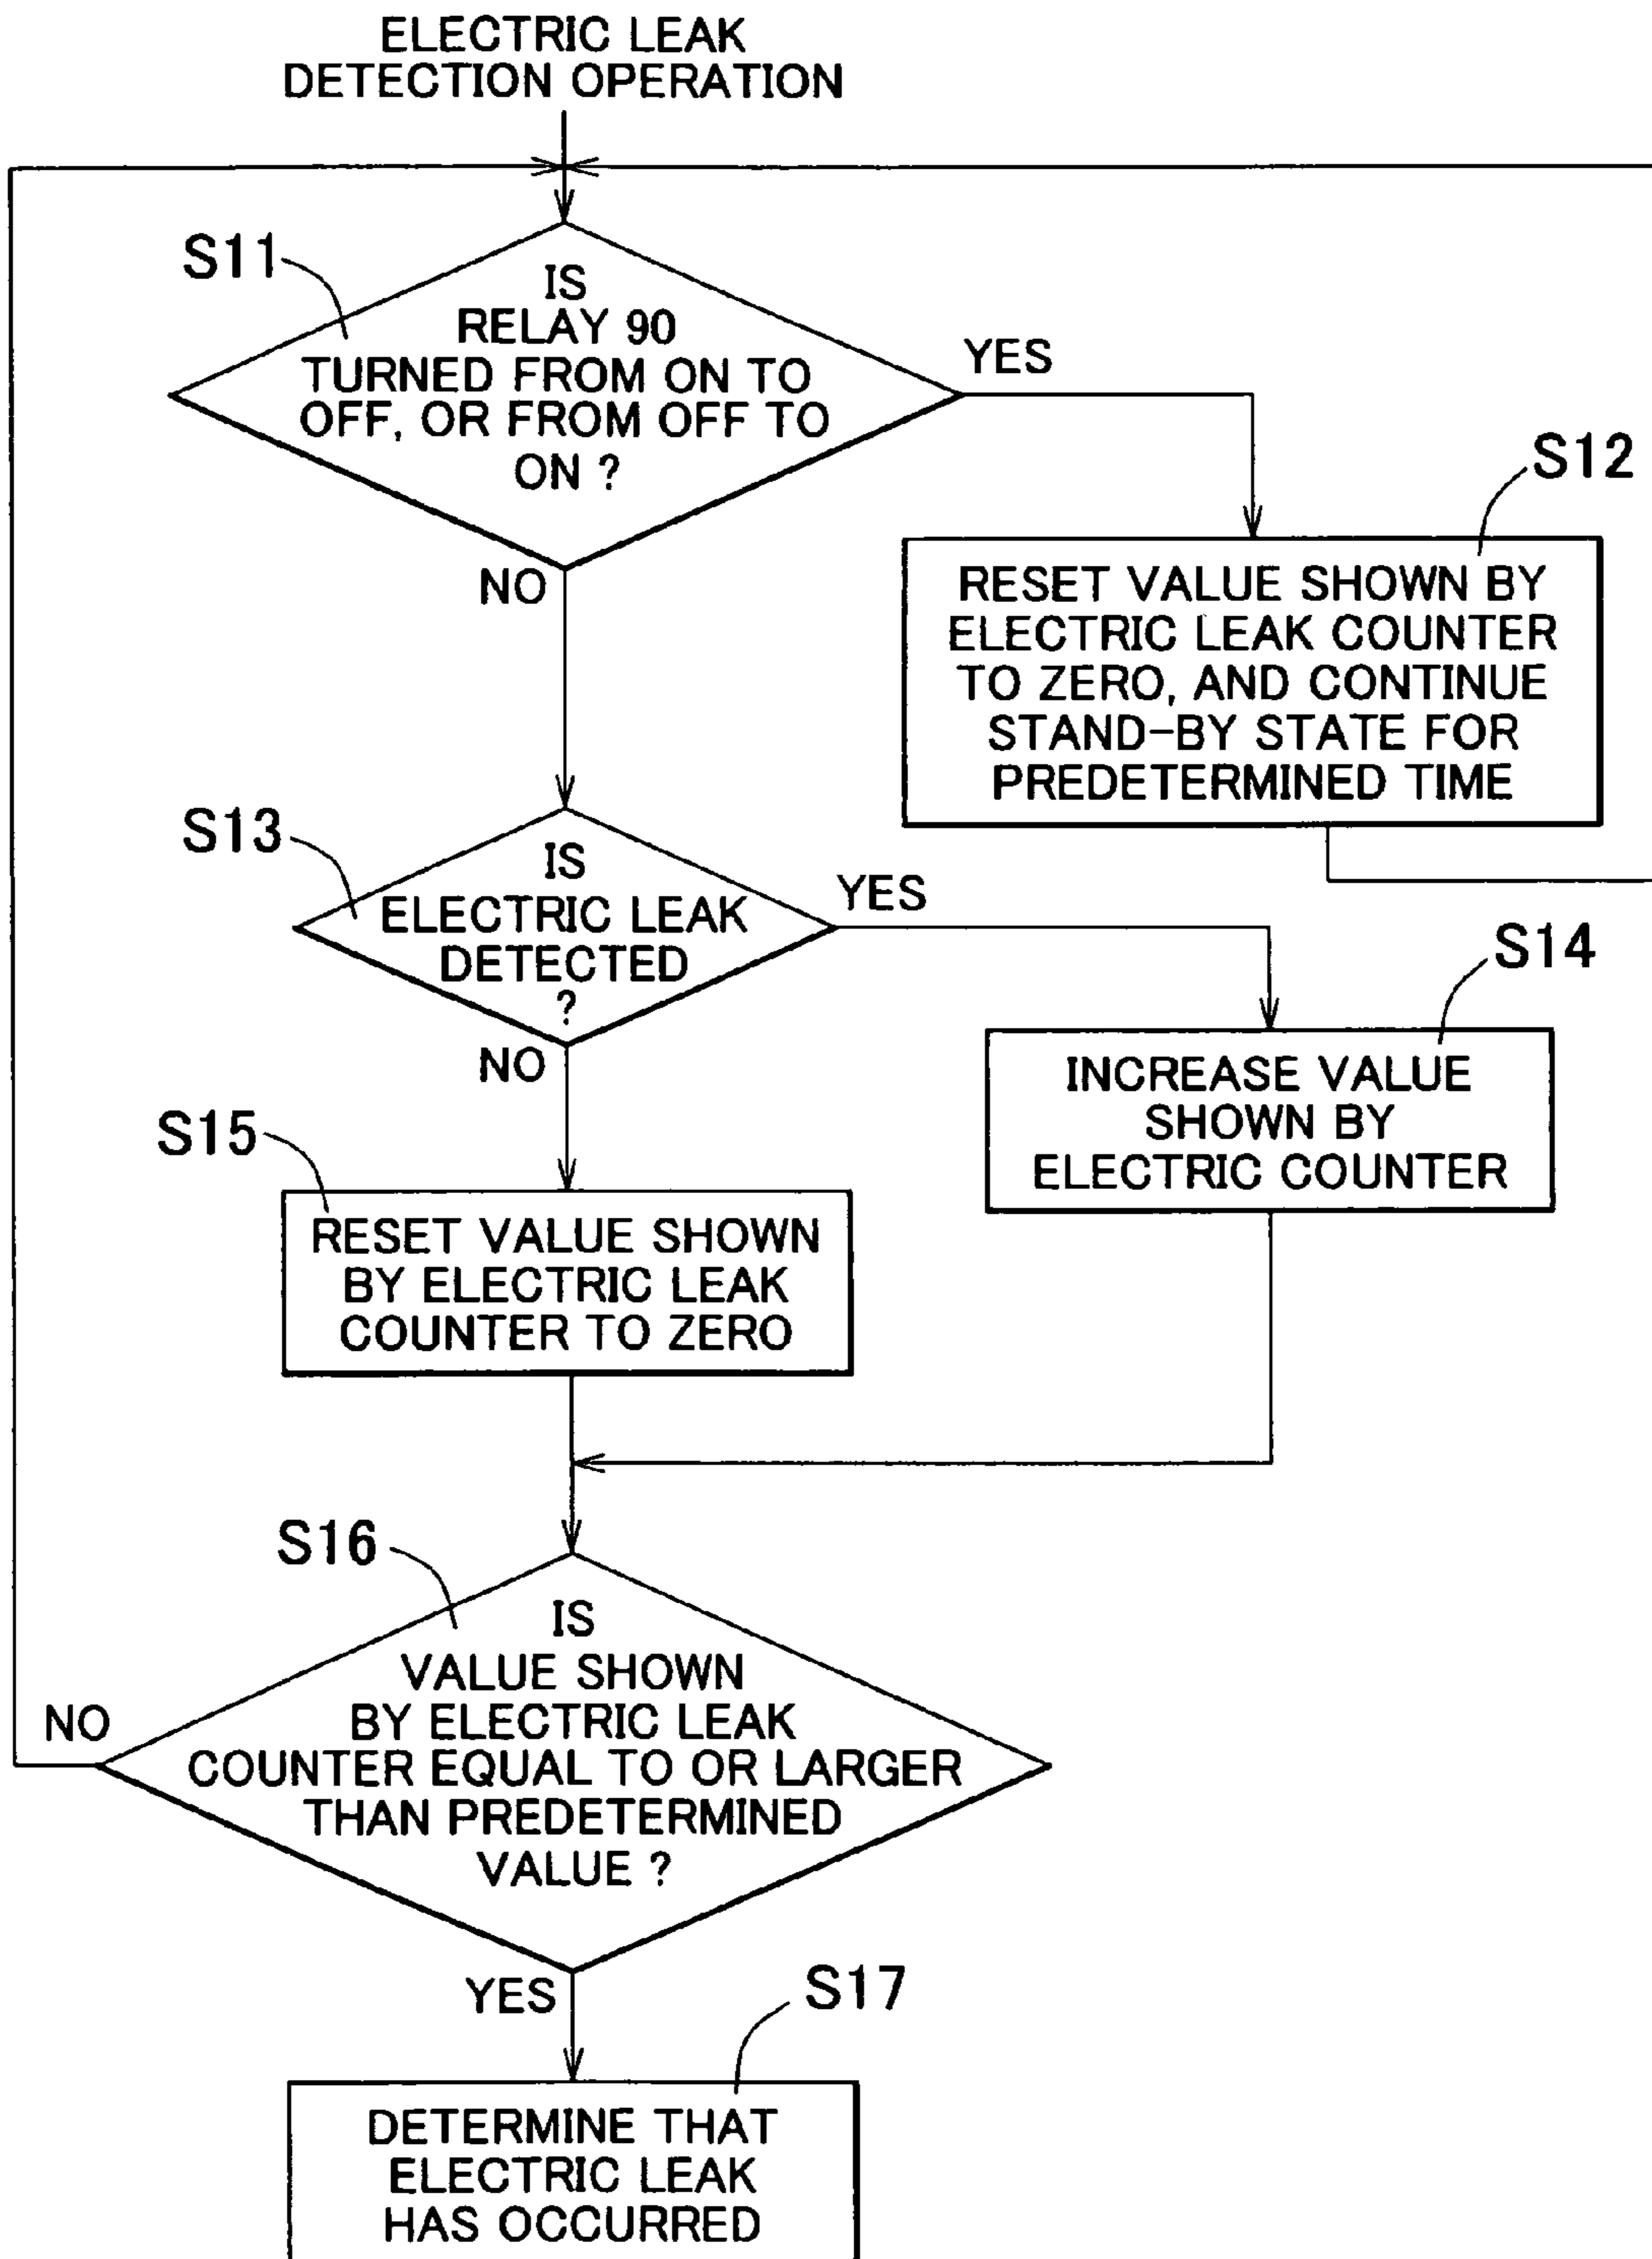 ELECTRIC LEAK
DETECTION OPERATION
S11
IS
RELAY 90
TURNED FROM ON TO
OFF, OR FROM OFF TO
ON ?
YES
NO
S12
RESET VALUE SHOWN BY
ELECTRIC LEAK COUNTER
TO ZERO, AND CONTINUE
STAND-BY STATE FOR
PREDETERMINED TIME
S13
IS
ELECTRIC LEAK
DETECTED
?
YES
NO
S14
INCREASE VALUE
SHOWN BY
ELECTRIC COUNTER
S15
RESET VALUE SHOWN
BY ELECTRIC LEAK
COUNTER TO ZERO
S16
IS
VALUE SHOWN
BY ELECTRIC LEAK
COUNTER EQUAL TO OR LARGER
THAN PREDETERMINED
VALUE ?
NO
YES
S17
DETERMINE THAT
ELECTRIC LEAK
HAS OCCURRED